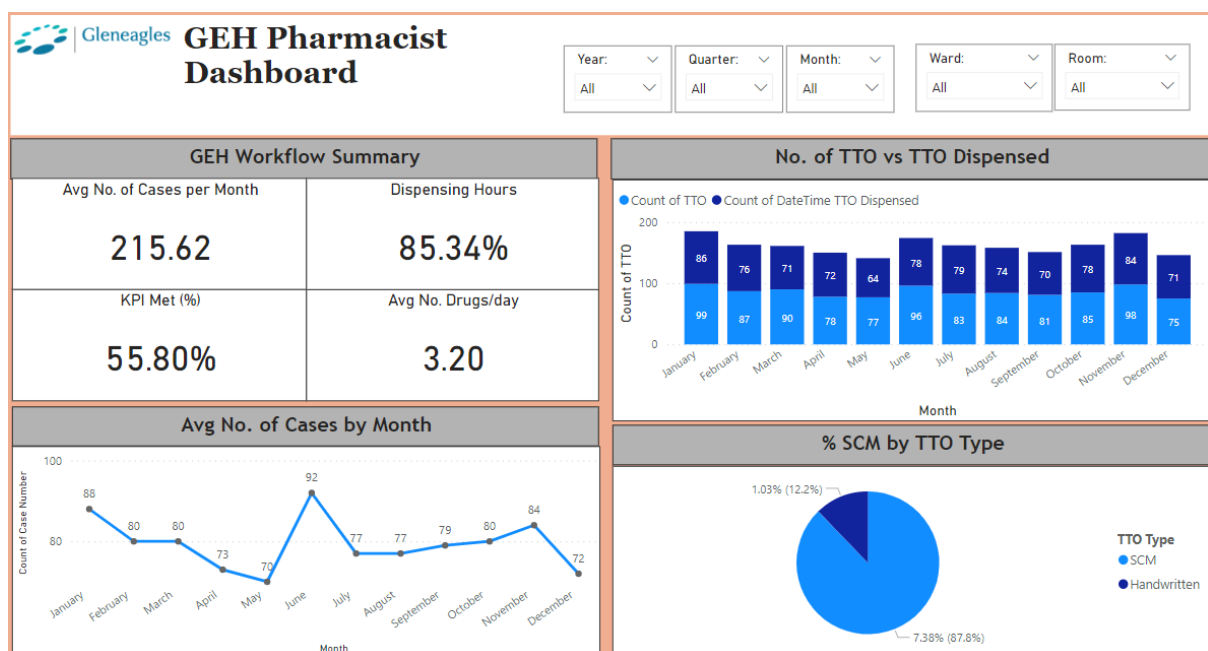 Gleneagles
GEH Pharmacist
Dashboard
Year:
All
Quarter:
All
Month:
All
Ward:
All
Room:
All
GEH Workflow Summary
Avg No. of Cases per Month
215.62
Dispensing Hours
85.34%
KPI Met (%)
55.80%
Avg No. Drugs/day
3.20
No. of TTO vs TTO Dispensed
Count of TTO Count of DateTime TTO Dispensed
Count of TTO
200
100
0
86 76 71 72 64 78 79 74 70 78 84 71
99 87 90 78 77 96 83 84 81 85 98 75
January February March April May June July August September October November December
Month
Avg No. of Cases by Month
Count of Case Number
100
80
88 80 80 73 70 92 77 77 79 80 84 72
January February March April May June July August September October November December
Month
% SCM by TTO Type
1.03% (12.2%)
7.38% (87.8%)
TTO Type
SCM
Handwritten